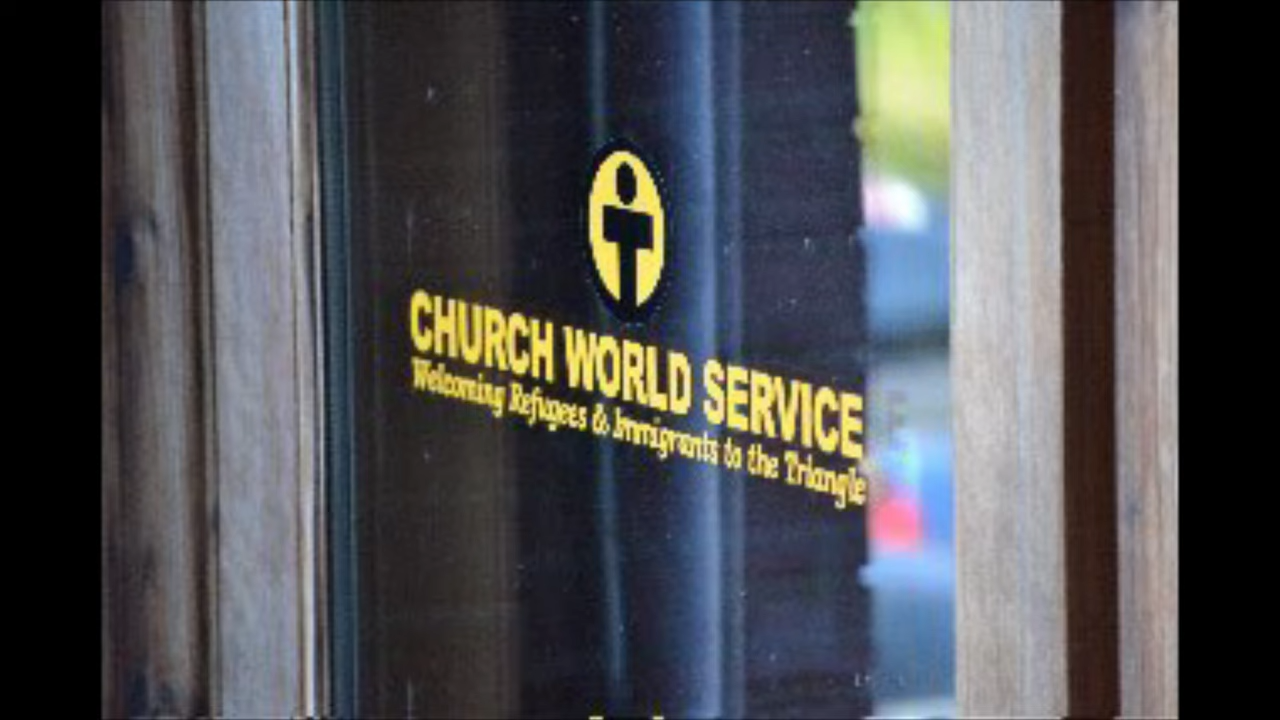 CHURCH WORLD SERVICE
Welcoming Refugees & Immigrants to the Triangle